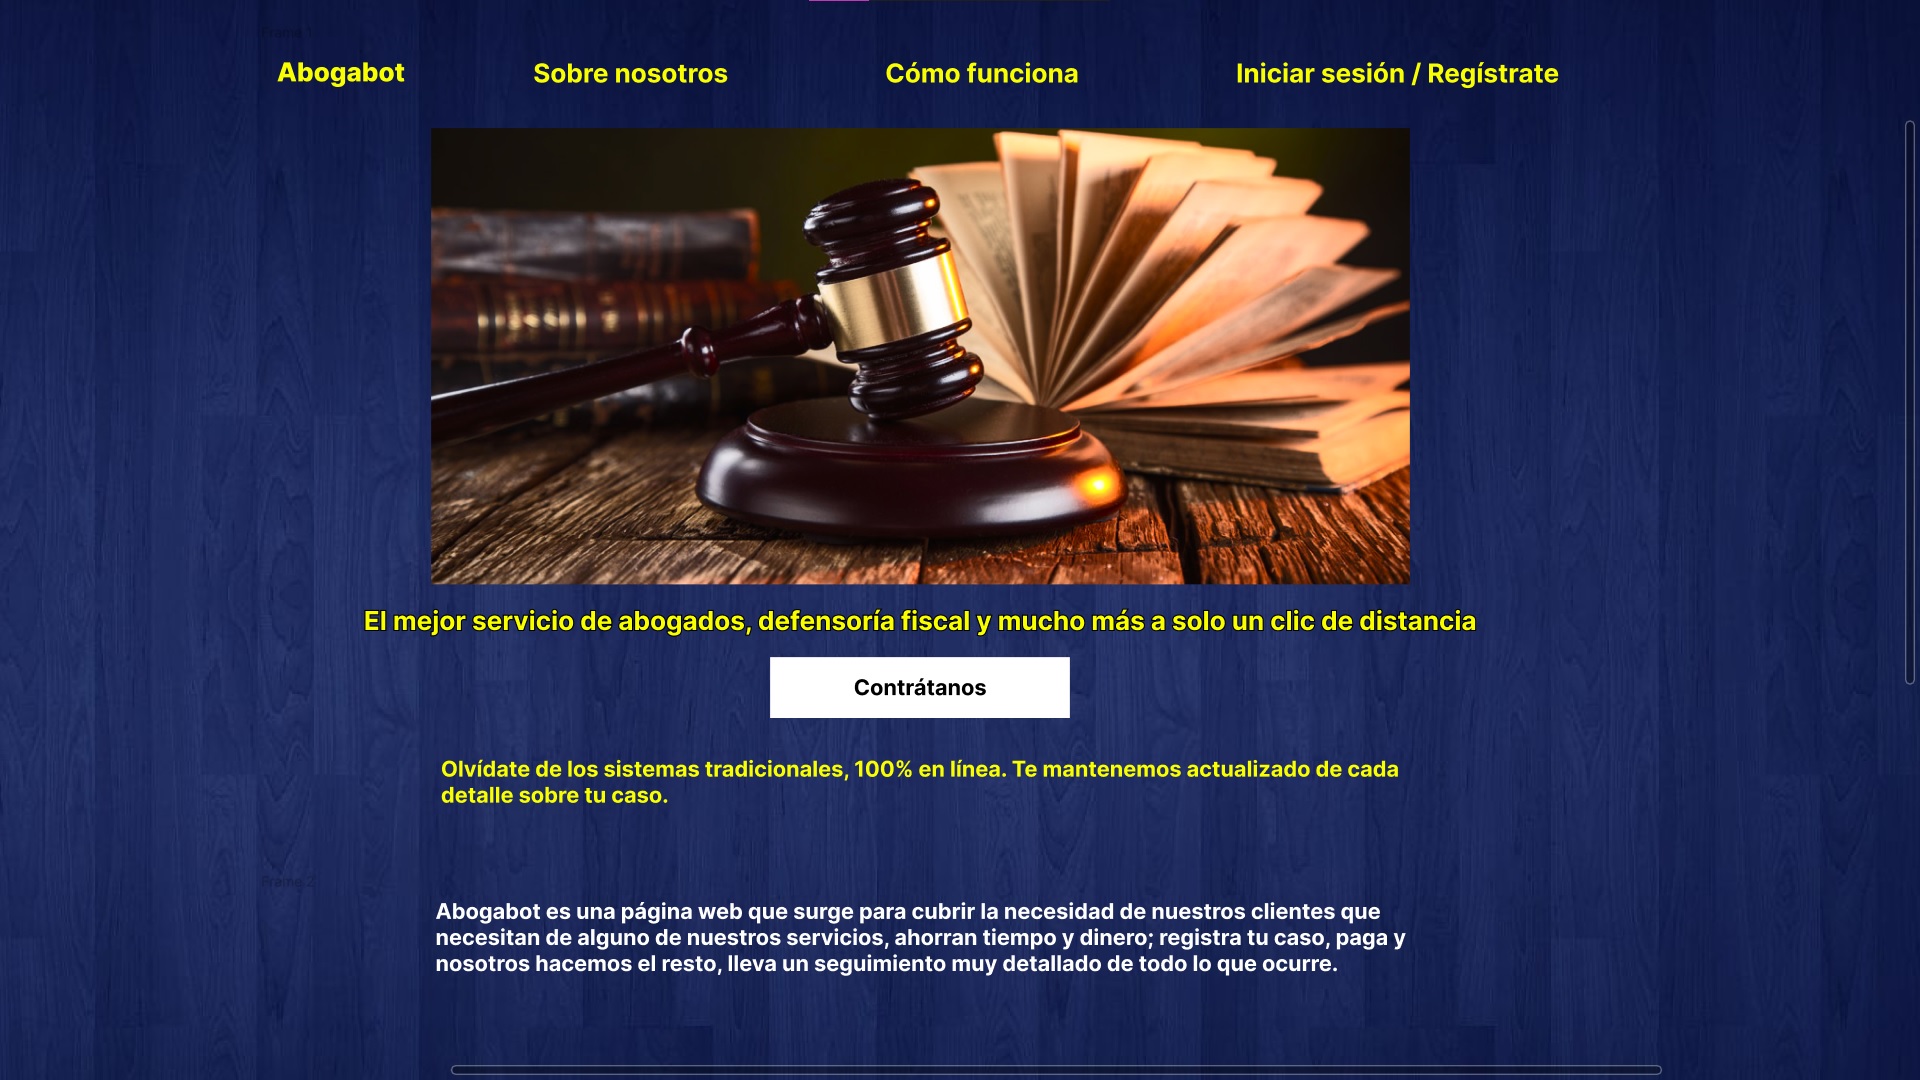 Frame 1
Abogabot
Sobre nosotros
Cómo funciona
Iniciar sesión / Regístrate
El mejor servicio de abogados, defensoría fiscal y mucho más a solo un clic de distancia
Contrátanos
Olvídate de los sistemas tradicionales, 100% en línea. Te mantenemos actualizado de cada
detalle sobre tu caso.
Frame 2
Abogabot es una página web que surge para cubrir la necesidad de nuestros clientes que
necesitan de alguno de nuestros servicios, ahorran tiempo y dinero; registra tu caso, paga y
nosotros hacemos el resto, lleva un seguimiento muy detallado de todo lo que ocurre.